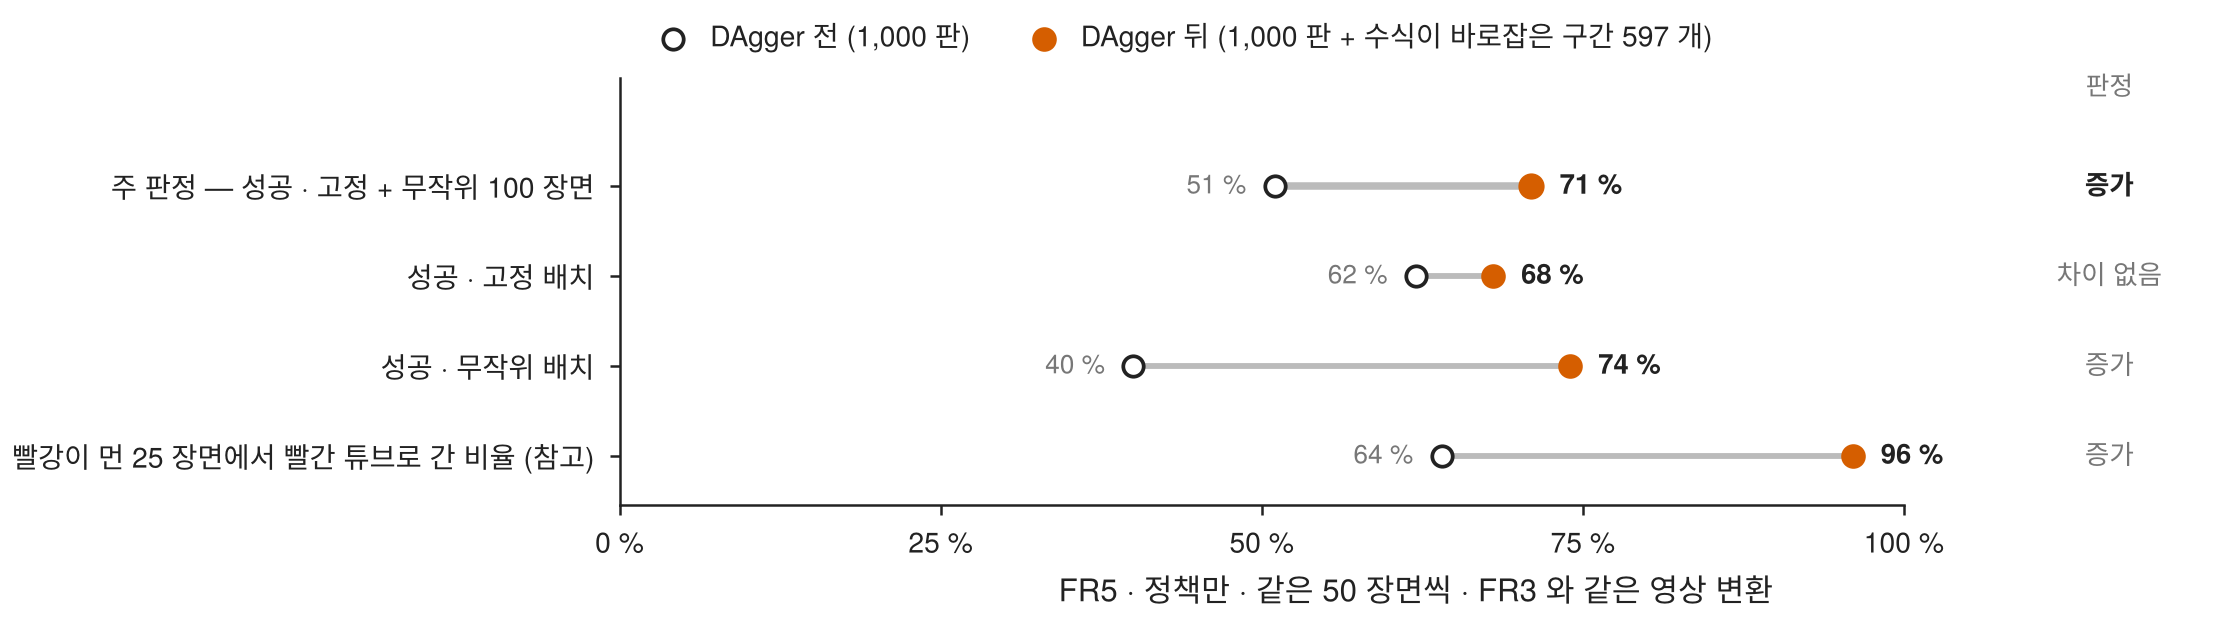 DAgger 전 (1,000 판)
DAgger 뒤 (1,000 판 + 수식이 바로잡은 구간 597 개)
판정
주 판정 — 성공 · 고정 + 무작위 100 장면
51 %
71 %
증가
성공 · 고정 배치
62 %
68 %
차이 없음
성공 · 무작위 배치
40 %
74 %
증가
빨강이 먼 25 장면에서 빨간 튜브로 간 비율 (참고)
64 %
96 %
증가
0 %
25 %
50 %
75 %
100 %
FR5 · 정책만 · 같은 50 장면씩 · FR3 와 같은 영상 변환